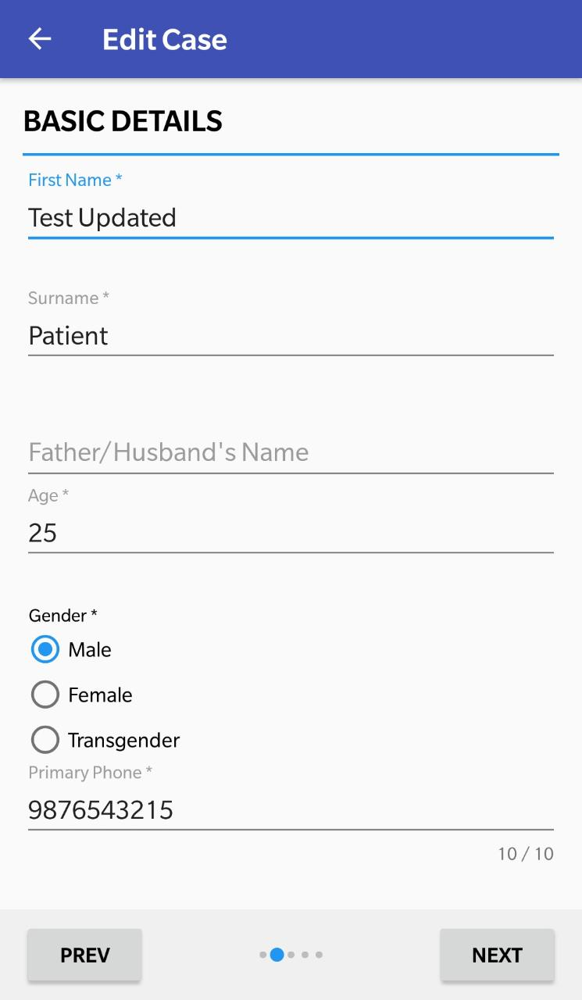 Edit Case
BASIC DETAILS
First Name *
Test Updated
Surname *
Patient
Father/Husband's Name
Age *
25
Gender *
Male
Female
Transgender
Primary Phone *
9876543215
10 / 10
PREV
NEXT